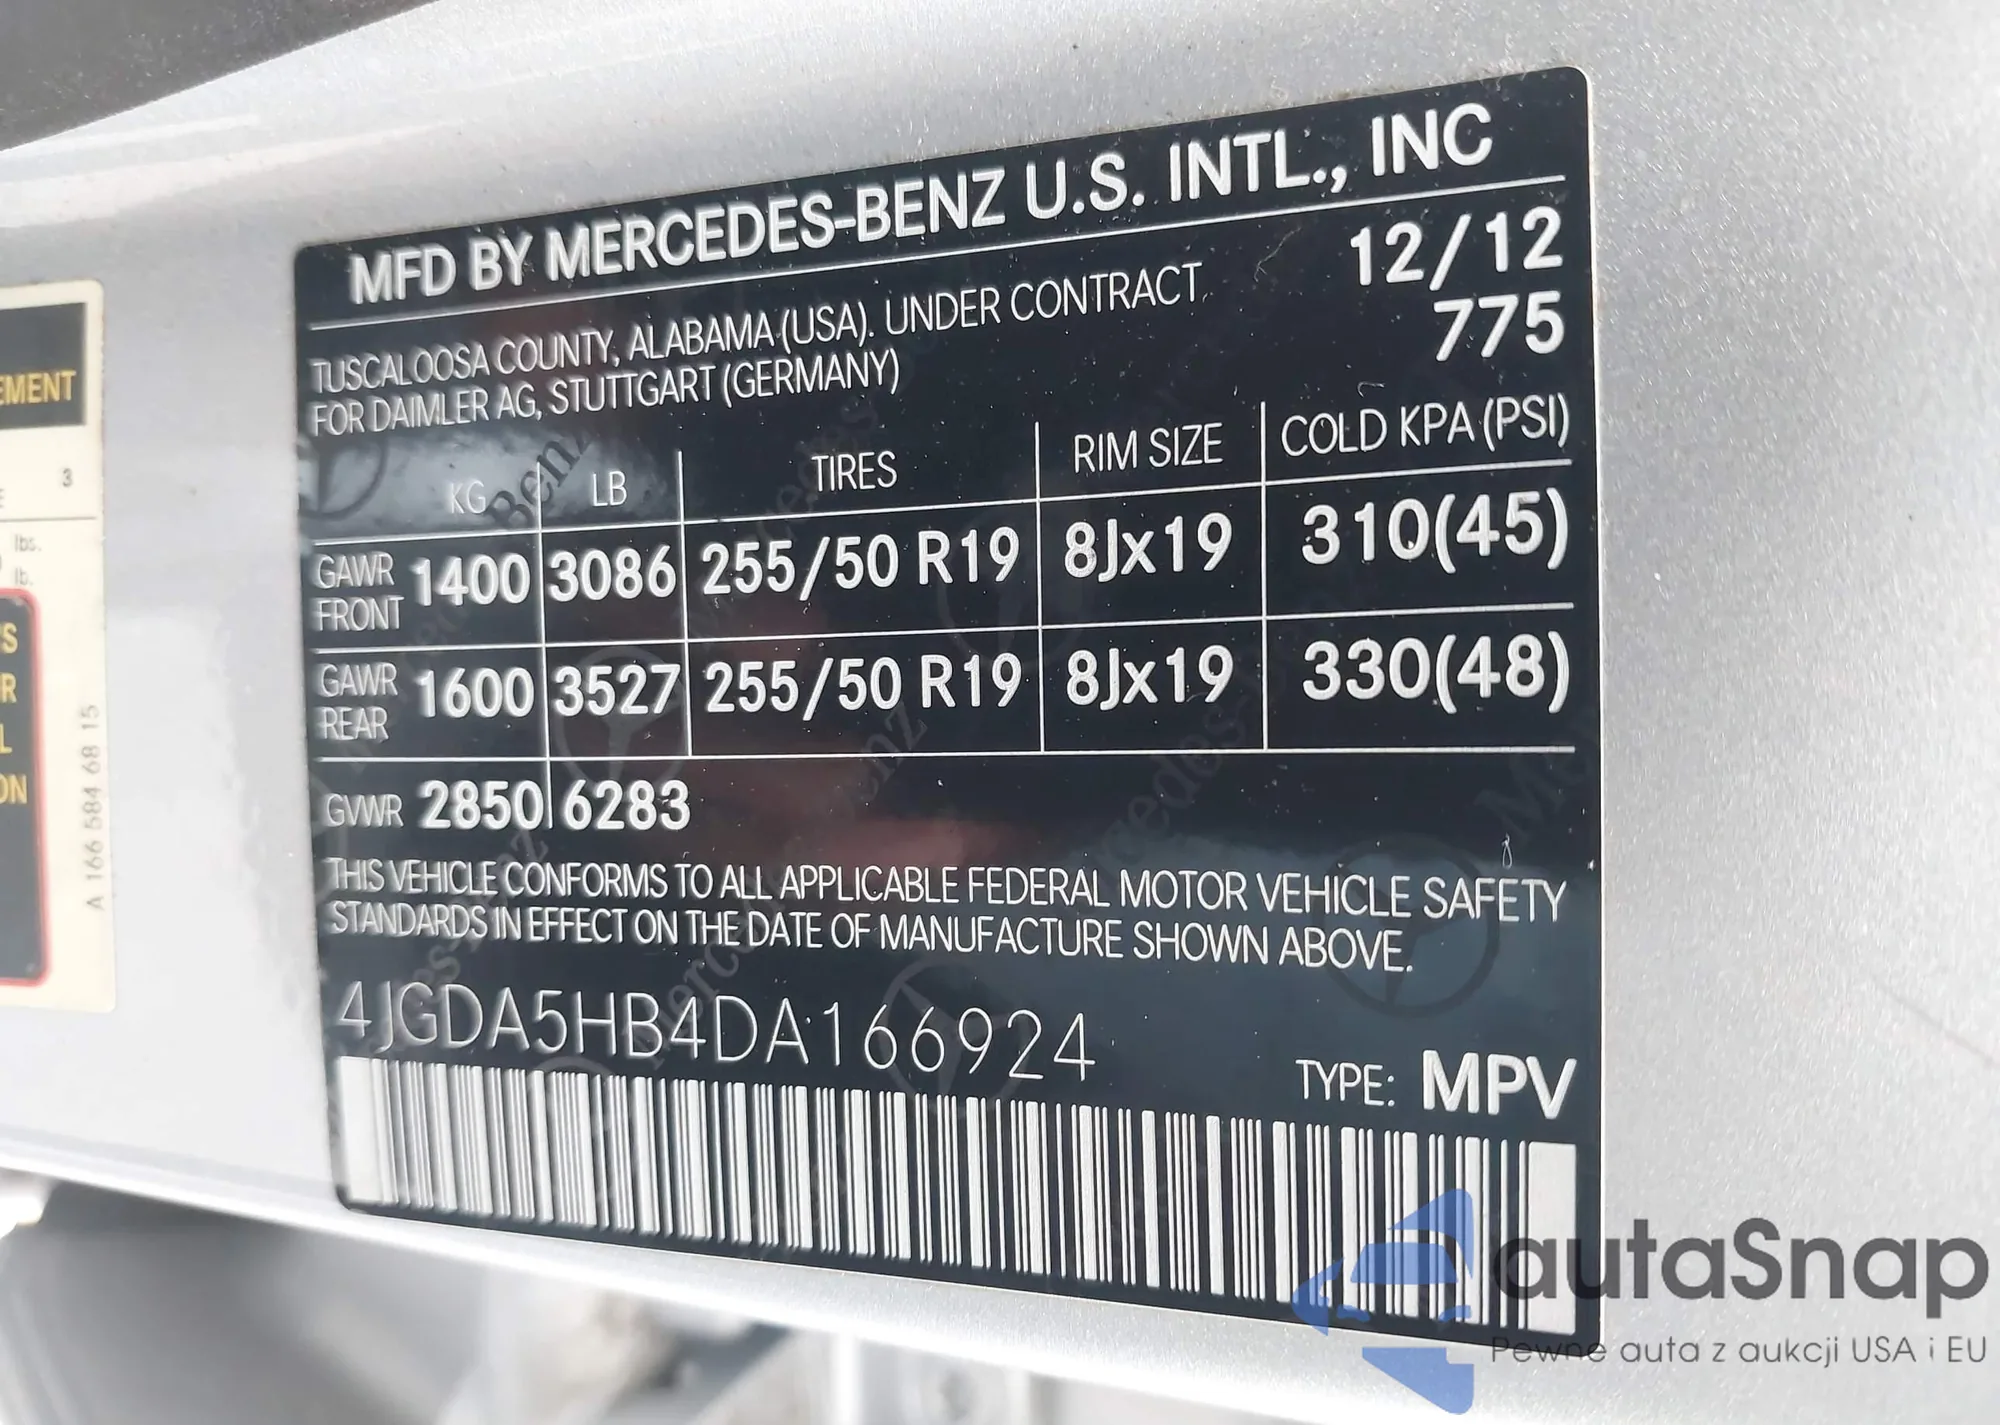 MFD BY MERCEDES-BENZ U.S. INTL., INC
12/12
775
TUSCALOOSA COUNTY, ALABAMA (USA). UNDER CONTRACT
FOR DAIMLER AG, STUTTGART (GERMANY)
KG LB TIRES RIM SIZE COLD KPA (PSI)
GAWR FRONT 1400 3086 255/50 R19 8Jx19 310(45)
GAWR REAR 1600 3527 255/50 R19 8Jx19 330(48)
GVWR 2850 6283
THIS VEHICLE CONFORMS TO ALL APPLICABLE FEDERAL MOTOR VEHICLE SAFETY
STANDARDS IN EFFECT ON THE DATE OF MANUFACTURE SHOWN ABOVE.
4JGDA5HB4DA166924
TYPE: MPV
EMENT
3
lbs.
lb.
A 166 584 68 15
autaSnap
Pewne auta z aukcji USA i EU